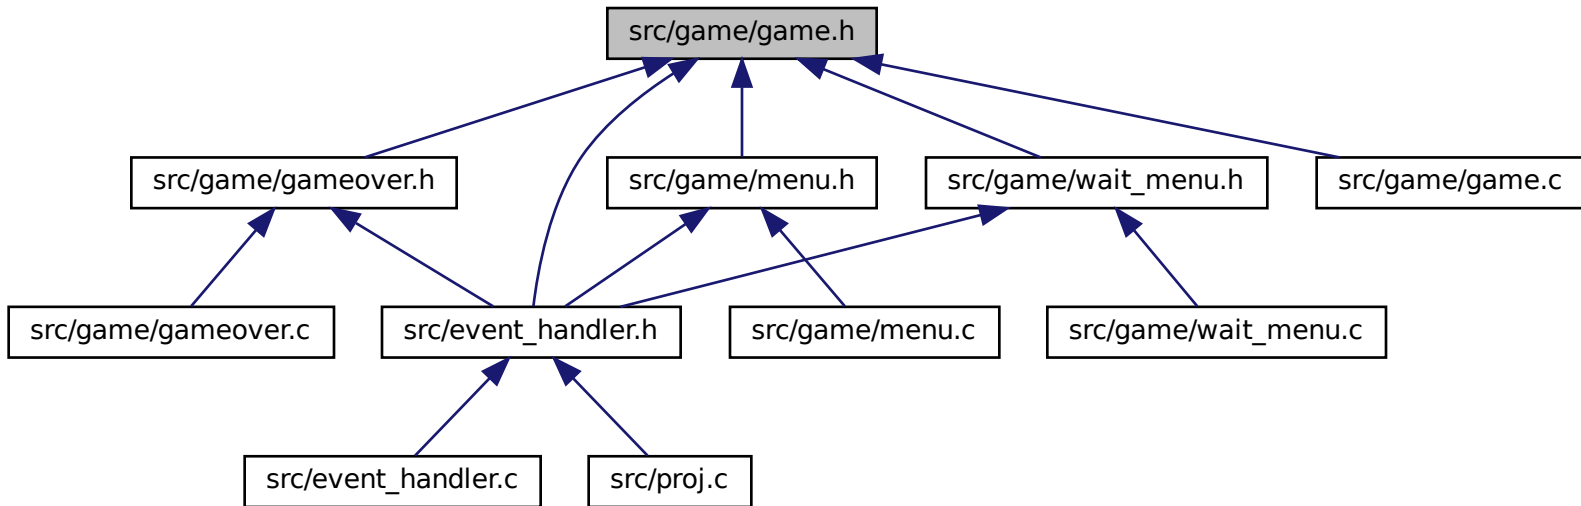 src/game/game.h
src/game/gameover.h
src/game/menu.h
src/game/wait_menu.h
src/game/game.c
src/game/gameover.c
src/event_handler.h
src/game/menu.c
src/game/wait_menu.c
src/event_handler.c
src/proj.c